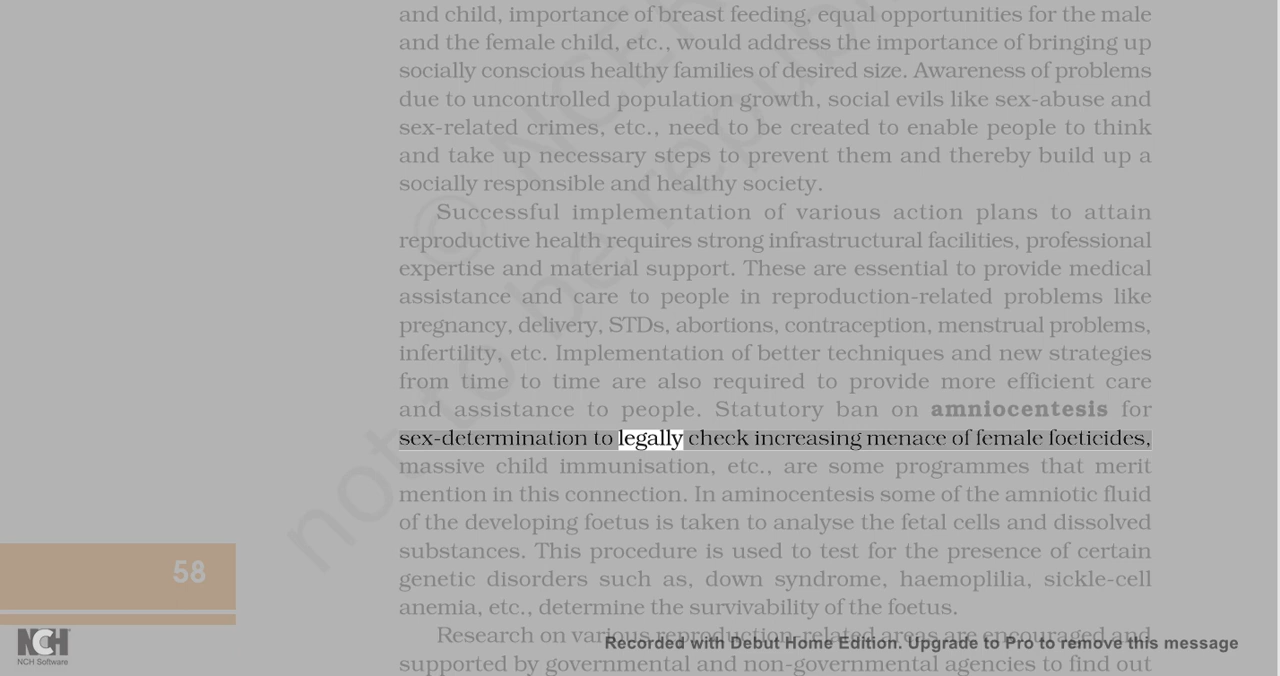 and child, importance of breast feeding, equal opportunities for the male
and the female child, etc., would address the importance of bringing up
socially conscious healthy families of desired size. Awareness of problems
due to uncontrolled population growth, social evils like sex-abuse and
sex-related crimes, etc., need to be created to enable people to think
and take up necessary steps to prevent them and thereby build up a
socially responsible and healthy society.
Successful implementation of various action plans to attain
reproductive health requires strong infrastructural facilities, professional
expertise and material support. These are essential to provide medical
assistance and care to people in reproduction-related problems like
pregnancy, delivery, STDs, abortions, contraception, menstrual problems,
infertility, etc. Implementation of better techniques and new strategies
from time to time are also required to provide more efficient care
and assistance to people. Statutory ban on amniocentesis for
sex-determination to legally check increasing menace of female foeticides,
massive child immunisation, etc., are some programmes that merit
mention in this connection. In aminocentesis some of the amniotic fluid
of the developing foetus is taken to analyse the fetal cells and dissolved
substances. This procedure is used to test for the presence of certain
genetic disorders such as, down syndrome, haemoplilia, sickle-cell
anemia, etc., determine the survivability of the foetus.
Research on various reproduction-related areas are encouraged and
supported by governmental and non-governmental agencies to find out
58
NCH
NCH Software
Recorded with Debut Home Edition. Upgrade to Pro to remove this message
© NCER
not to be republi